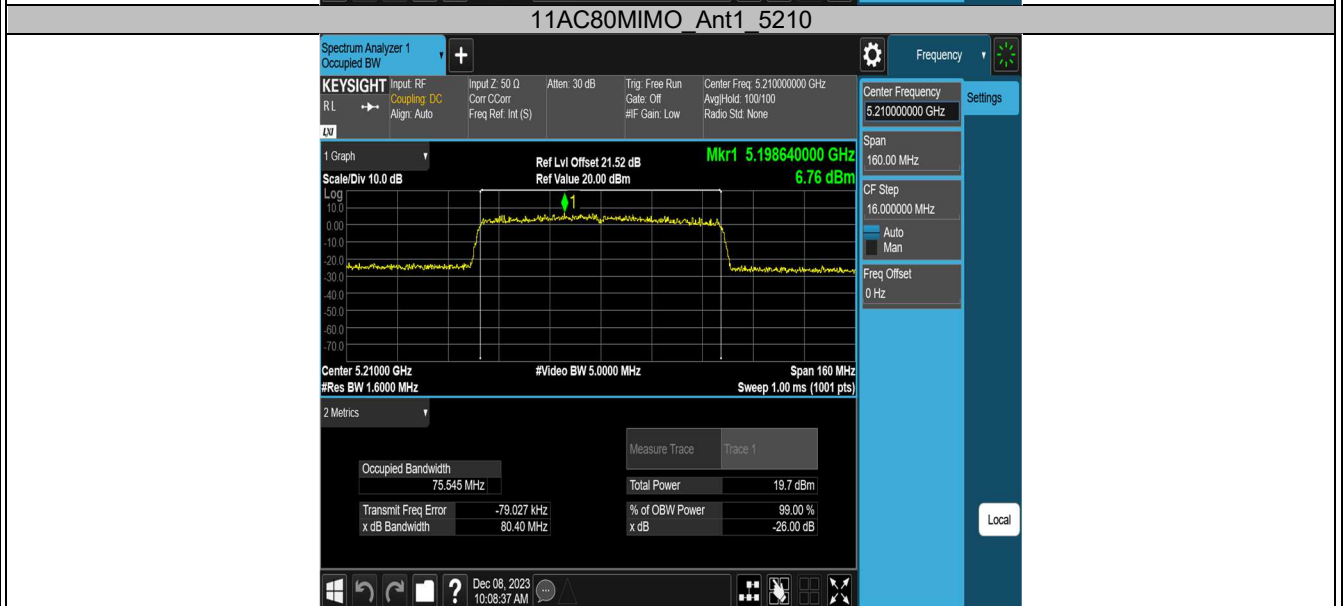 11AC80MIMO_Ant1_5210
Spectrum Analyzer 1
Occupied BW
+
Frequency
KEYSIGHT
Input: RF
Input Z: 50 Ω
Atten: 30 dB
Trig: Free Run
Center Freq: 5.210000000 GHz
RL
Coupling: DC
Corr CCorr
Gate: Off
Avg|Hold: 100/100
Align: Auto
Freq Ref: Int (S)
#IF Gain: Low
Radio Std: None
LXI
Center Frequency
5.210000000 GHz
Settings
Span
160.00 MHz
CF Step
16.000000 MHz
Auto
Man
Freq Offset
0 Hz
Local
1 Graph
Ref Lvl Offset 21.52 dB
Mkr1 5.198640000 GHz
Scale/Div 10.0 dB
Ref Value 20.00 dBm
6.76 dBm
Log
10.0
1
0.00
-10.0
-20.0
-30.0
-40.0
-50.0
-60.0
-70.0
Center 5.21000 GHz
#Video BW 5.0000 MHz
Span 160 MHz
#Res BW 1.6000 MHz
Sweep 1.00 ms (1001 pts)
2 Metrics
Measure Trace
Trace 1
Occupied Bandwidth
75.545 MHz
Total Power
19.7 dBm
Transmit Freq Error
-79.027 kHz
% of OBW Power
99.00 %
x dB Bandwidth
80.40 MHz
x dB
-26.00 dB
?
Dec 08, 2023
10:08:37 AM